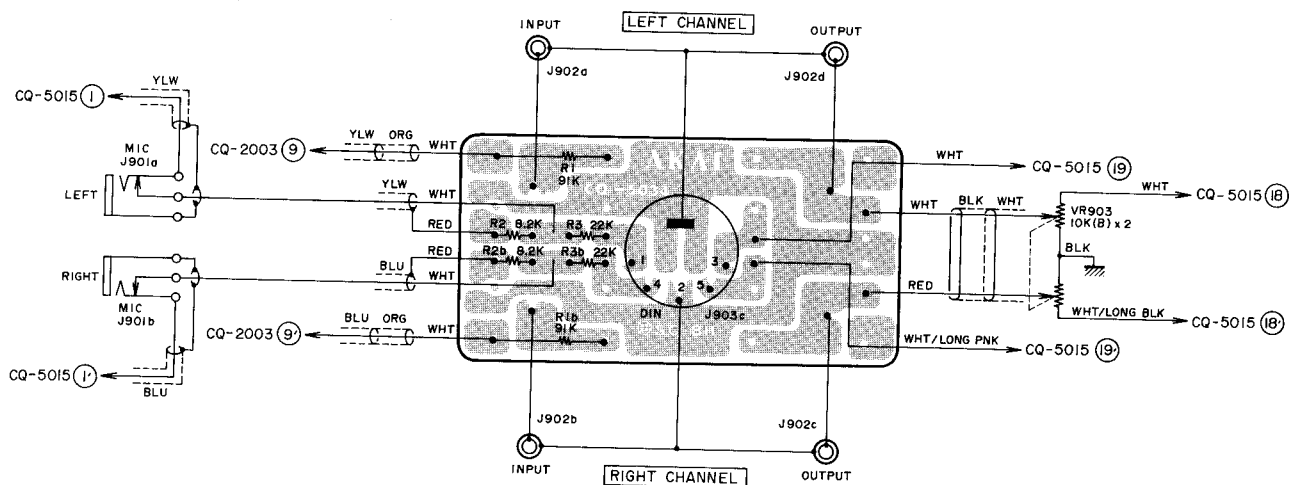 LEFT CHANNEL
INPUT
OUTPUT
J902a
J902d
YLW
CQ-5015 1
MIC
J901a
LEFT
YLW ORG
CQ-2003 9
WHT
R1
91K
AKAI
WHT
CQ-5015 19
YLW
WHT
RED
R2 8.2K
R3 22K
WHT
BLK WHT
WHT
CQ-5015 18
VR903
10K(B) x 2
BLK
RED
R2b 8.2K
R3b 22K
1
3
4
2
5
DIN
J903c
RIGHT
MIC
J901b
BLU
WHT
RED
WHT/LONG BLK
CQ-5015 18'
BLU ORG
CQ-2003 9'
WHT
R1b
91K
WHT/LONG PNK
CQ-5015 19'
CQ-5015 1'
BLU
J902b
J902c
INPUT
OUTPUT
RIGHT CHANNEL